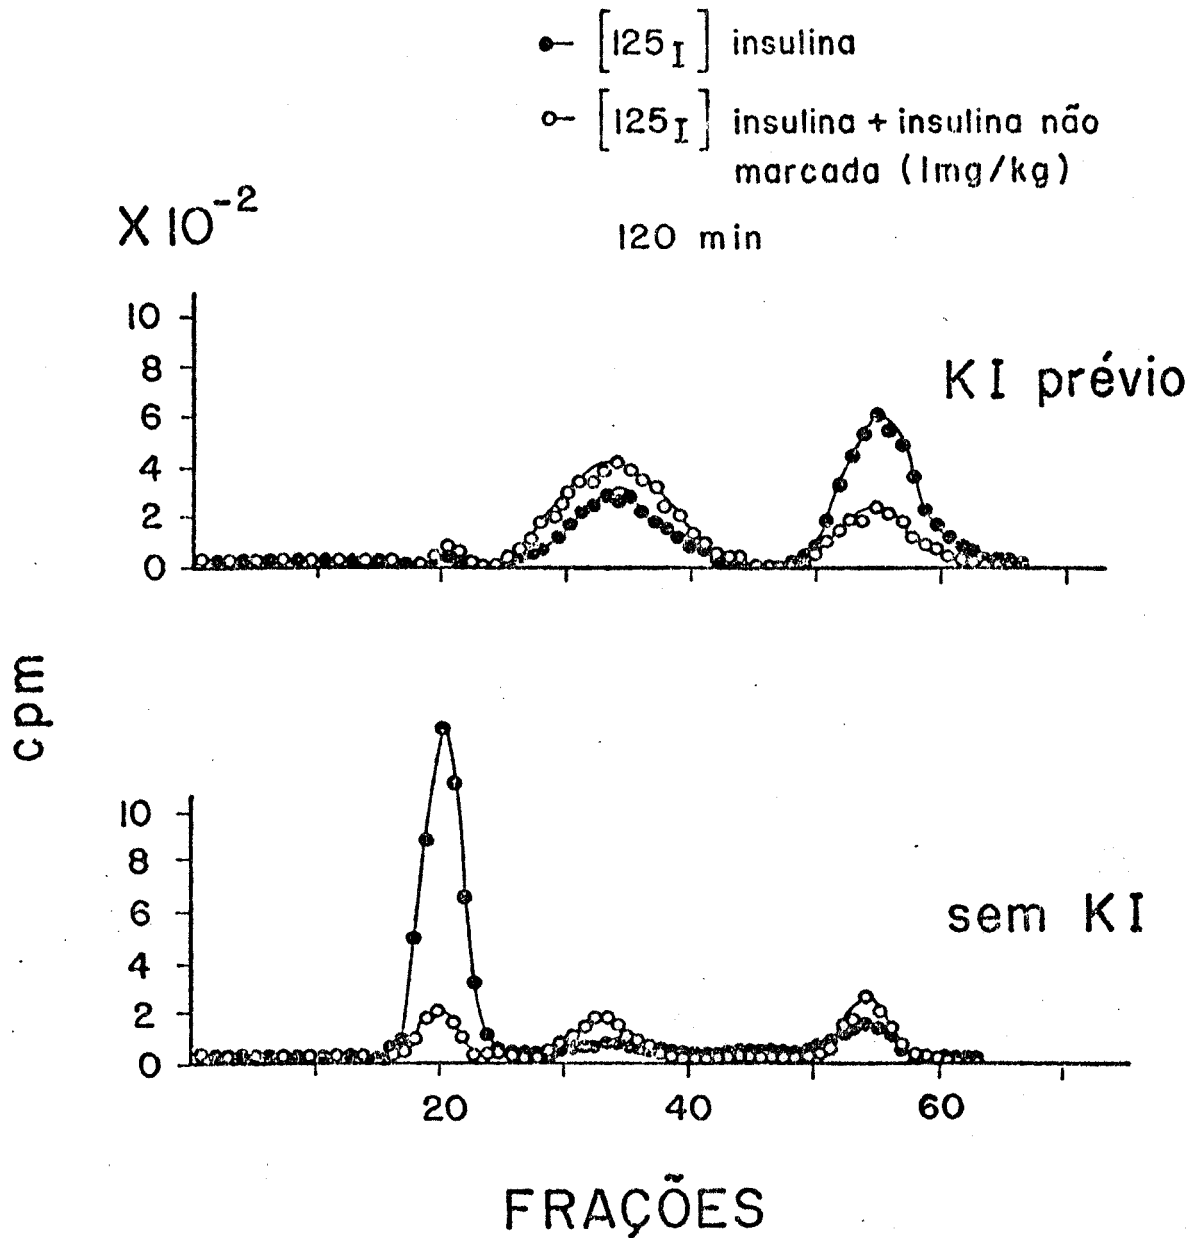 [125I] insulina
[125I] insulina + insulina não
marcada (1mg/kg)
X 10-2
120 min
10
8
6
4
2
0
KI prévio
cpm
10
8
6
4
2
0
sem KI
20 40 60
FRAÇÕES